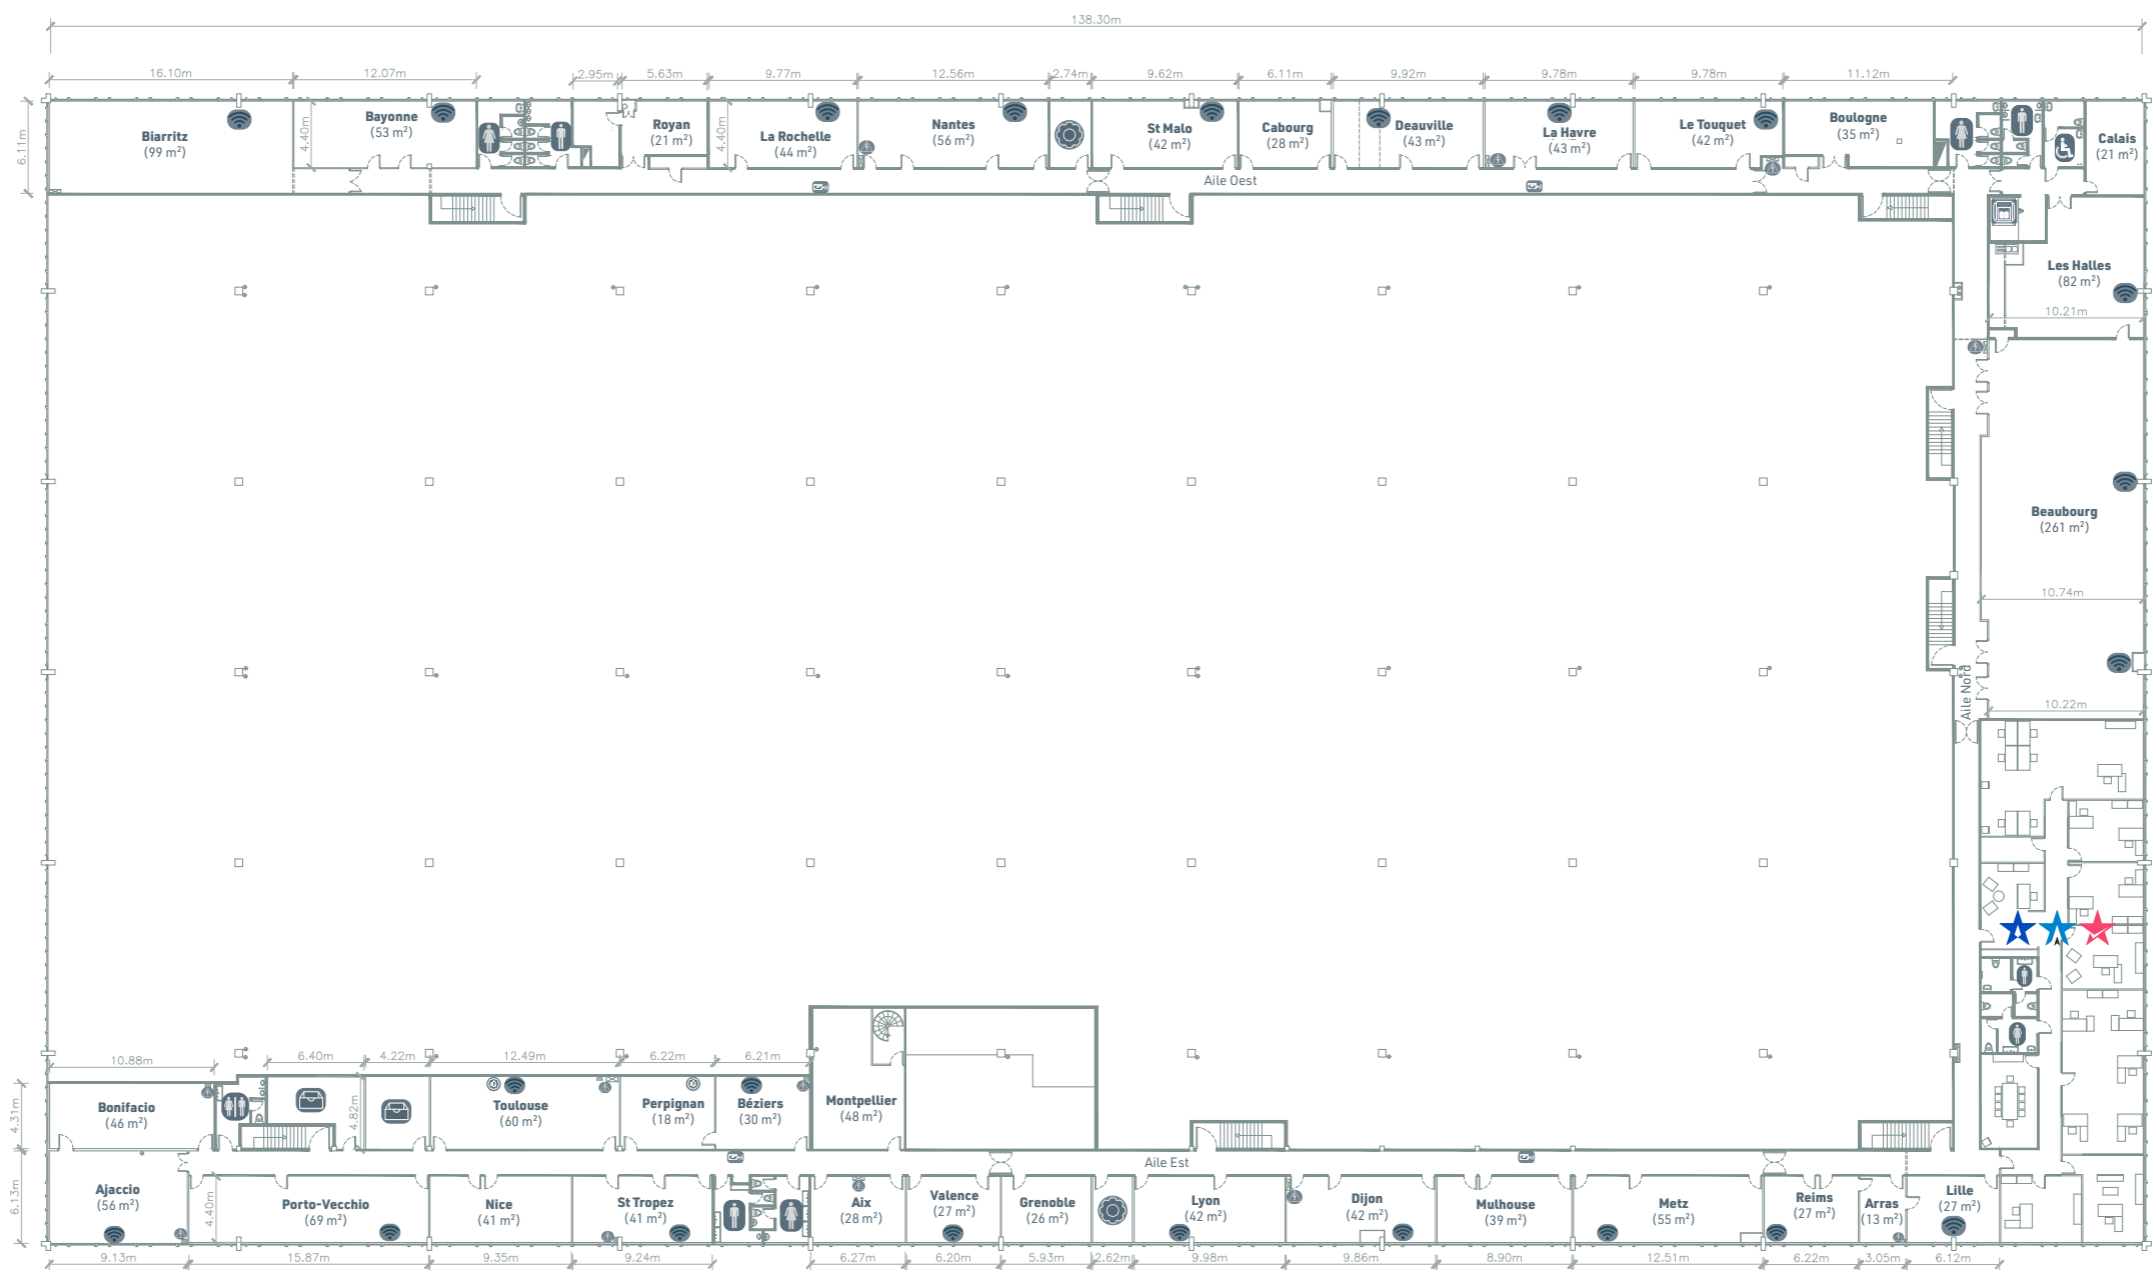 138.30m
16.10m
12.07m
2.95m
5.63m
9.77m
12.56m
2.74m
9.62m
6.11m
9.92m
9.78m
9.78m
11.12m
6.11m
Biarritz
(99 m²)
4.40m
Bayonne
(53 m²)
Royan
(21 m²)
4.40m
La Rochelle
(44 m²)
Nantes
(56 m²)
St Malo
(42 m²)
Cabourg
(28 m²)
Deauville
(43 m²)
La Havre
(43 m²)
Le Touquet
(42 m²)
Boulogne
(35 m²)
Calais
(21 m²)
Aile Oest
Les Halles
(82 m²)
10.21m
Beaubourg
(261 m²)
10.74m
Aile Nord
10.22m
10.88m
6.40m
4.22m
12.49m
6.22m
6.21m
4.31m
Bonifacio
(46 m²)
4.82m
Toulouse
(60 m²)
Perpignan
(18 m²)
Béziers
(30 m²)
Montpellier
(48 m²)
Aile Est
6.13m
Ajaccio
(56 m²)
4.40m
Porto-Vecchio
(69 m²)
Nice
(41 m²)
St Tropez
(41 m²)
Aix
(28 m²)
Valence
(27 m²)
Grenoble
(26 m²)
Lyon
(42 m²)
Dijon
(42 m²)
Mulhouse
(39 m²)
Metz
(55 m²)
Reims
(27 m²)
Arras
(13 m²)
Lille
(27 m²)
9.13m
15.87m
9.35m
9.24m
6.27m
6.20m
5.93m
2.62m
9.98m
9.86m
8.90m
12.51m
6.22m
3.05m
6.12m